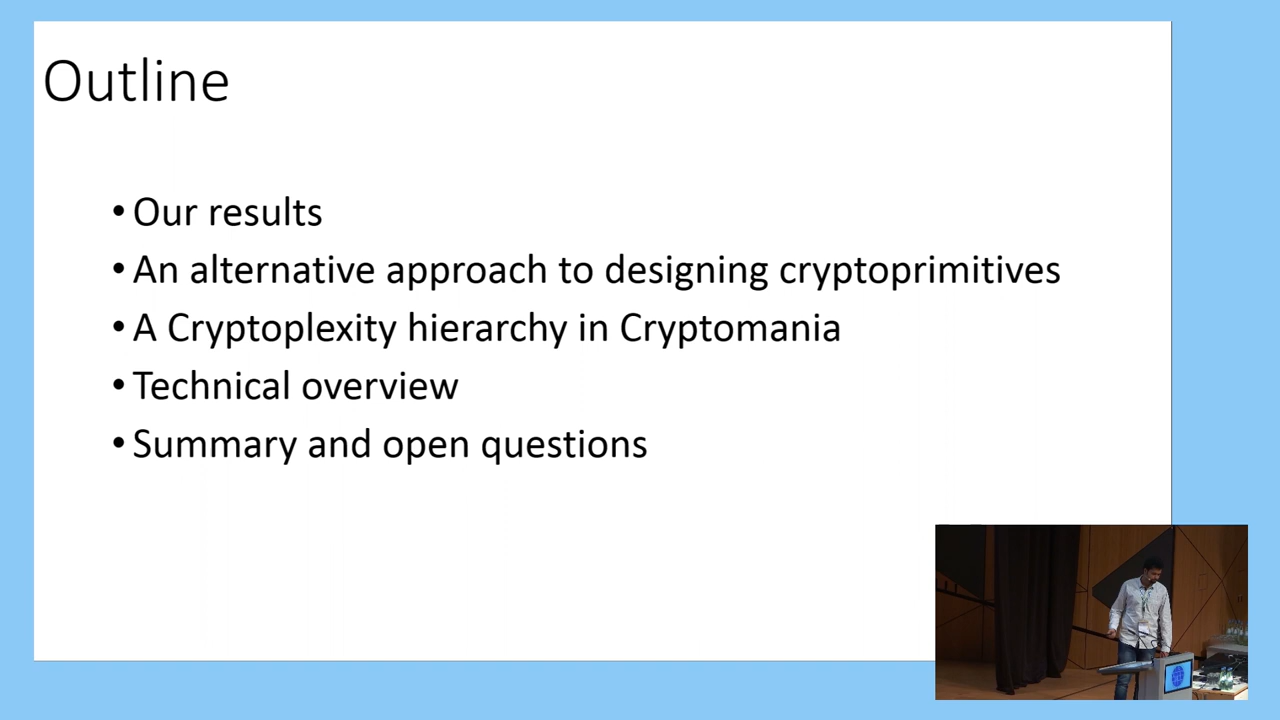 Outline
• Our results
• An alternative approach to designing cryptoprimitives
• A Cryptoplexity hierarchy in Cryptomania
• Technical overview
• Summary and open questions